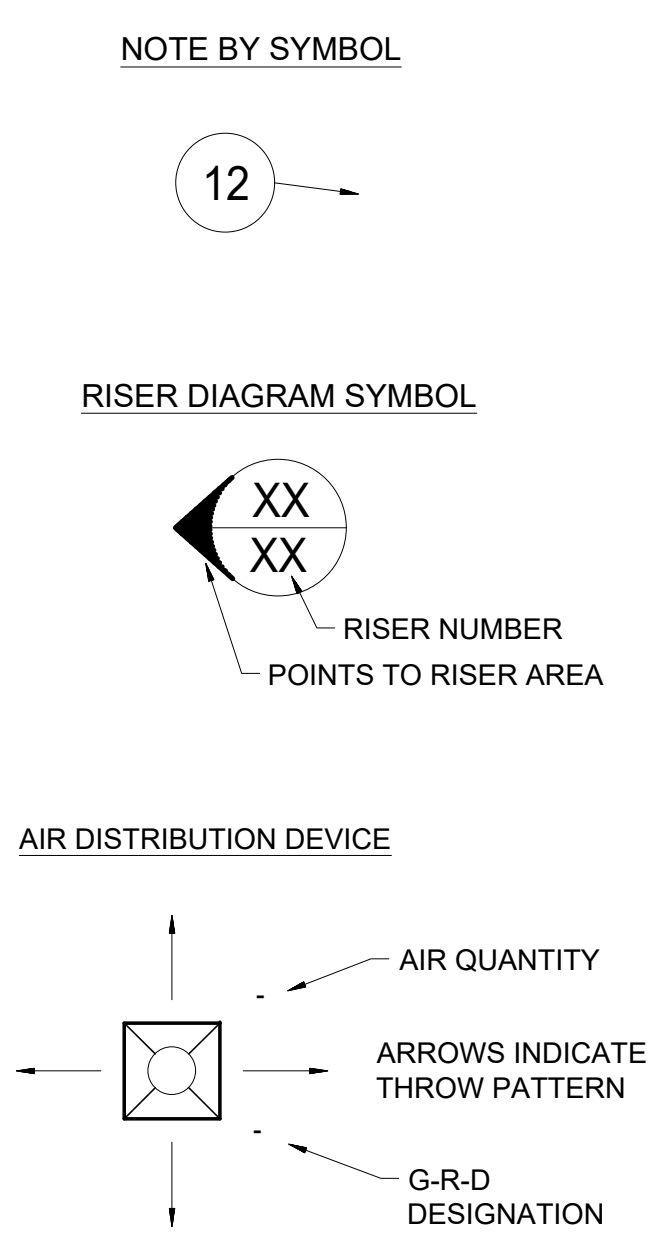 NOTE BY SYMBOL
12
RISER DIAGRAM SYMBOL
XX
XX
RISER NUMBER
POINTS TO RISER AREA
AIR DISTRIBUTION DEVICE
AIR QUANTITY
-
ARROWS INDICATE
THROW PATTERN
-
G-R-D
DESIGNATION